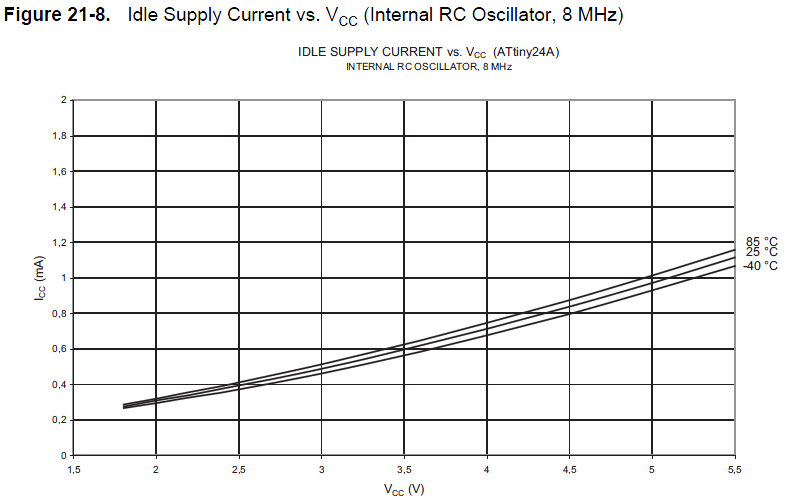 Figure 21-8. Idle Supply Current vs. VCC (Internal RC Oscillator, 8 MHz)
IDLE SUPPLY CURRENT vs. VCC (ATtiny24A)
INTERNAL RC OSCILLATOR, 8 MHz
2
1,8
1,6
1,4
1,2
1
0,8
0,6
0,4
0,2
0
ICC (mA)
85 °C
25 °C
-40 °C
1,5 2 2,5 3 3,5 4 4,5 5 5,5
VCC (V)